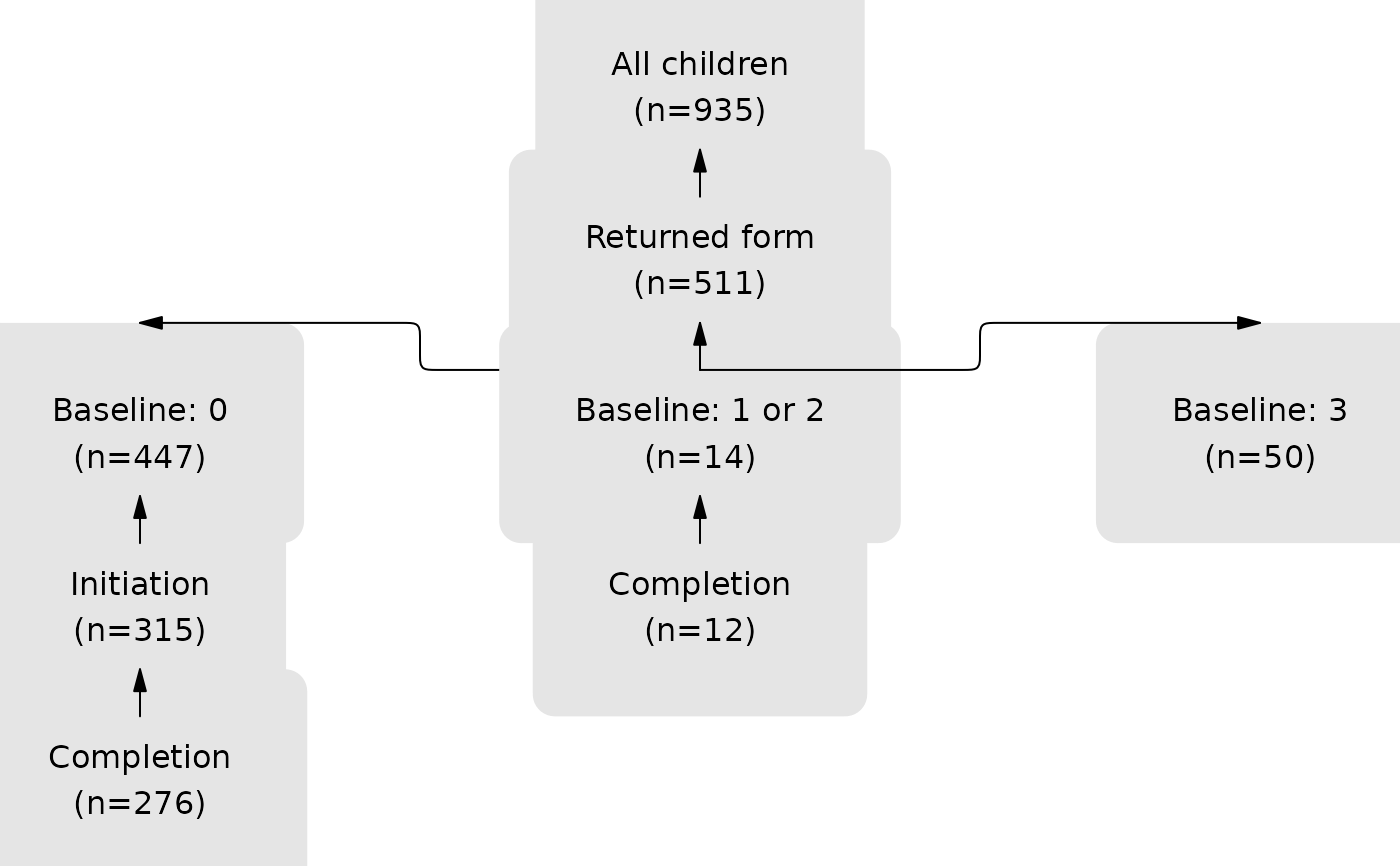 All children
(n=935)
Returned form
(n=511)
Baseline: 0
(n=447)
Baseline: 1 or 2
(n=14)
Baseline: 3
(n=50)
Initiation
(n=315)
Completion
(n=12)
Completion
(n=276)